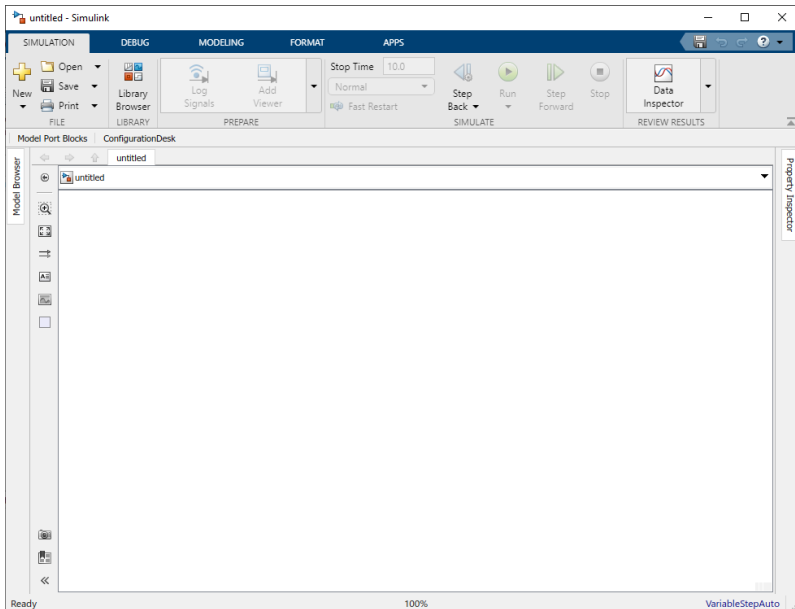 untitled - Simulink
SIMULATION DEBUG MODELING FORMAT APPS
New
Open
Save
Print
FILE
Library
Browser
LIBRARY
Log
Signals
Add
Viewer
PREPARE
Stop Time 10.0
Normal
Fast Restart
Step
Back
Run
Step
Forward
Stop
SIMULATE
Data
Inspector
REVIEW RESULTS
Model Port Blocks ConfigurationDesk
Model Browser
untitled
untitled
Property Inspector
Ready 100% VariableStepAuto